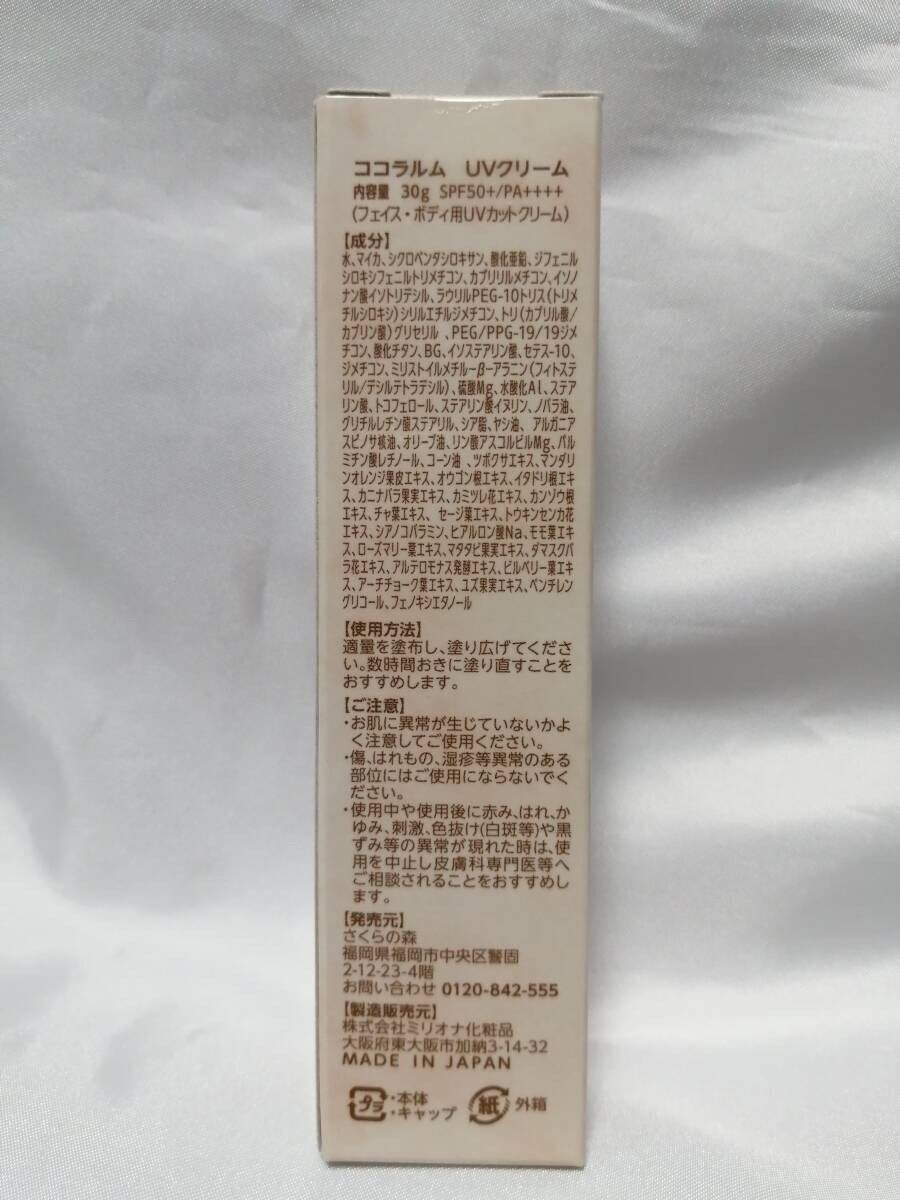 ココラルム　UVクリーム
内容量 30g SPF50+/PA++++
(フェイス・ボディ用UVカットクリーム)
【成分】
水、マイカ、シクロペンタシロキサン、酸化亜鉛、ジフェニル
シロキシフェニルトリメチコン、カプリリルメチコン、イソノ
ナン酸イソトリデシル、ラウリルPEG-10トリス(トリメ
チルシロキシ)シリルエチルジメチコン、トリ(カプリル酸/
カプリン酸)グリセリル 、PEG/PPG-19/19ジメ
チコン、酸化チタン、BG、イソステアリン酸、セテス-10、
ジメチコン、ミリストイルメチルーβーアラニン(フィトステ
リル/デシルテトラデシル)、硫酸Mg、水酸化Al、ステア
リン酸、トコフェロール、ステアリン酸イヌリン、ノバラ油、
グリチルレチン酸ステアリル、シア脂、ヤシ油、 アルガニア
スピノサ核油、オリーブ油、リン酸アスコルビルMg、パル
ミチン酸レチノール、コーン油 、ツボクサエキス、マンダリ
ンオレンジ果皮エキス、オウゴン根エキス、イタドリ根エキ
ス、カニナバラ果実エキス、カミツレ花エキス、カンゾウ根
エキス、チャ葉エキス、 セージ葉エキス、トウキンセンカ花
エキス、シアノコバラミン、ヒアルロン酸Na、モモ葉エキ
ス、ローズマリー葉エキス、マタタビ果実エキス、ダマスクバ
ラ花エキス、アルテロモナス発酵エキス、ビルベリー葉エキ
ス、アーチチョーク葉エキス、ユズ果実エキス、ペンチレン
グリコール、フェノキシエタノール
【使用方法】
適量を塗布し、塗り広げてくださ
い。数時間おきに塗り直すことを
おすすめします。
【ご注意】
・お肌に異常が生じていないかよ
く注意してご使用ください。
・傷、はれもの、湿疹等異常のある
部位にはご使用にならないでく
ださい。
・使用中や使用後に赤み、はれ、か
ゆみ、刺激、色抜け(白斑等)や黒
ずみ等の異常が現れた時は、使
用を中止し皮膚科専門医等へ
ご相談されることをおすすめし
ます。
【発売元】
さくらの森
福岡県福岡市中央区警固
2-12-23-4階
お問い合わせ 0120-842-555
【製造販売元】
株式会社ミリオナ化粧品
大阪府東大阪市加納3-14-32
MADE IN JAPAN
プラ ・本体
・キャップ
紙 外箱